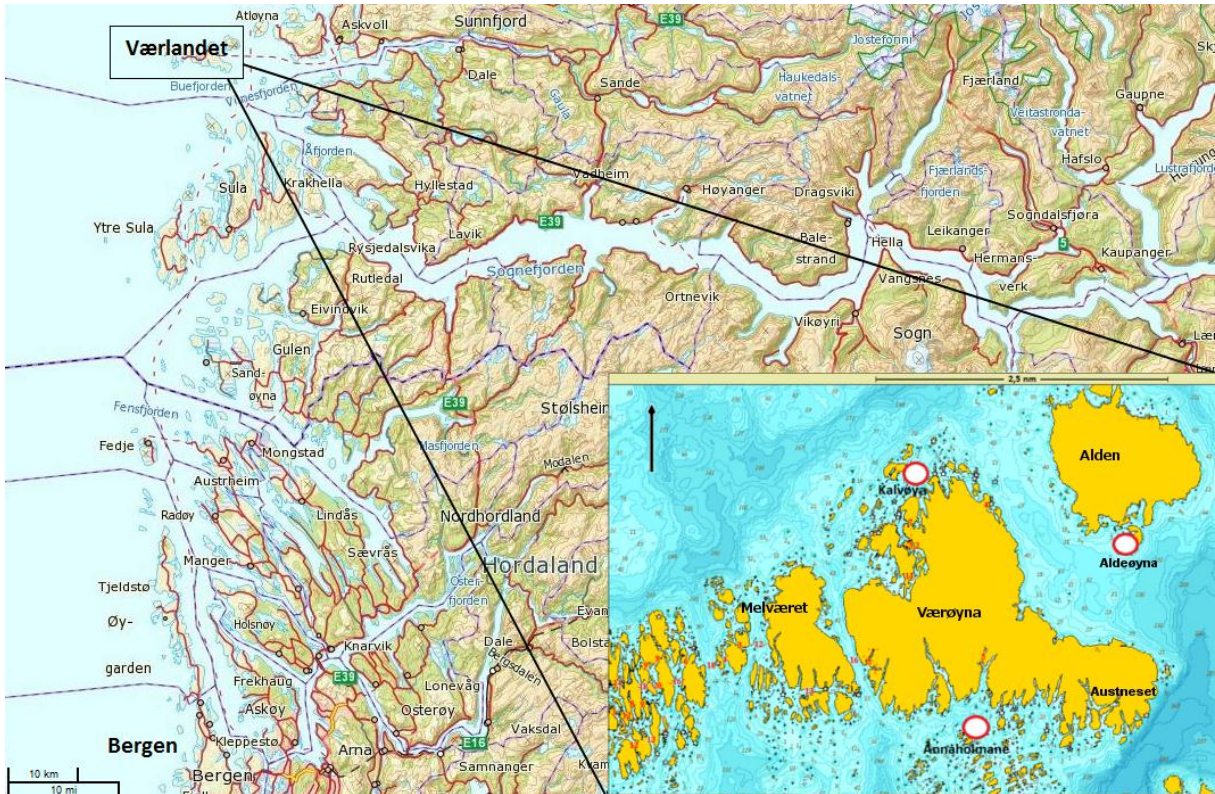 Atløyna
Askvoll
Sunnfjord
E39
Værlandet
Jostefonni
Dale
Haukedals-
vatnet
Fjærland
Buefjorden
Sande
Gaula
Veitastronda-
vatnet
Gaupne
Åfjorden
Hafslo
Lustrafjorden
Sula
Krakhella
Hyllestad
Vadheim
Høyanger
Dragsviki
Fjærlands-
fjorden
Ytre Sula
Lavik
E39
Sogndalsfjøra
Leikanger
5
Bale-
strand
Hella
Kaupanger
Rysjedalsvika
Hermans-
verk
Rutledal
Sognefjorden
Vangsnes
Ortnevik
Eivindvik
Vikøyri
Sogn
Gulen
Sand-
øyna
Fensfjorden
E39
Stølsheim
Fedje
Mongstad
Masfjorden
Modalen
Austrheim
Lindås
Radøy
Nordhordland
Manger
Sævrås
Hordaland
Tjeldstø
Oster-
fjorden
Øy-
garden
Holsnøy
Knarvik
Dale
Bergsdalen
Frekhaug
E39
Lonevåg
Askøy
Osterøy
Vaksdal
Bergen
Kleppestø
E16
Arna
Samnanger
Bergen
10 km
10 mi
2,5 nm
Alden
Kalvøya
Aldeøyna
Melværet
Værøyna
Austneset
Annaholmane